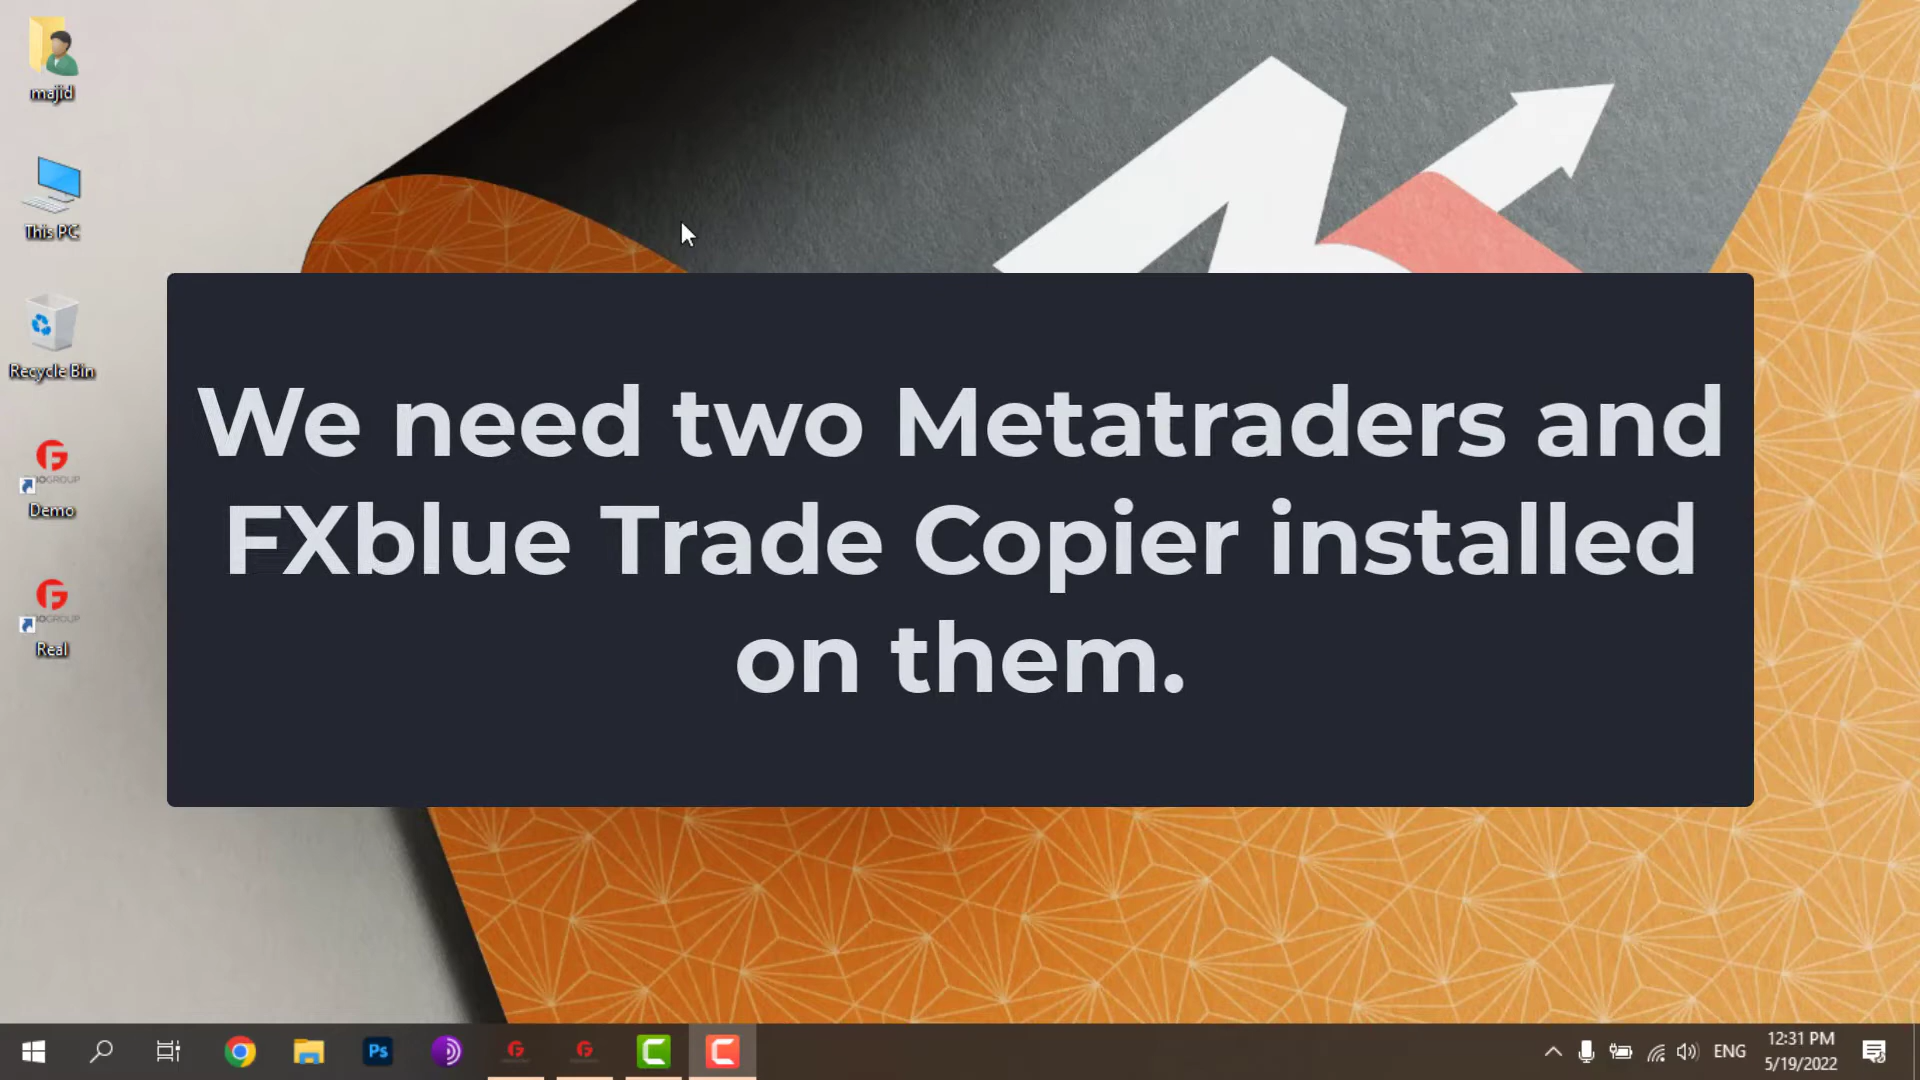 majid
This PC
Recycle Bin
Demo
Real
We need two Metatraders and
FXblue Trade Copier installed
on them.
Ps
ENG
12:31 PM
5/19/2022